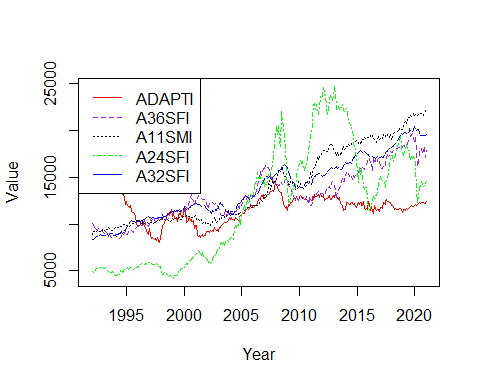 25000
15000
5000
Value
ADAPTI
A36SFI
A11SMI
A24SFI
A32SFI
1995 2000 2005 2010 2015 2020
Year